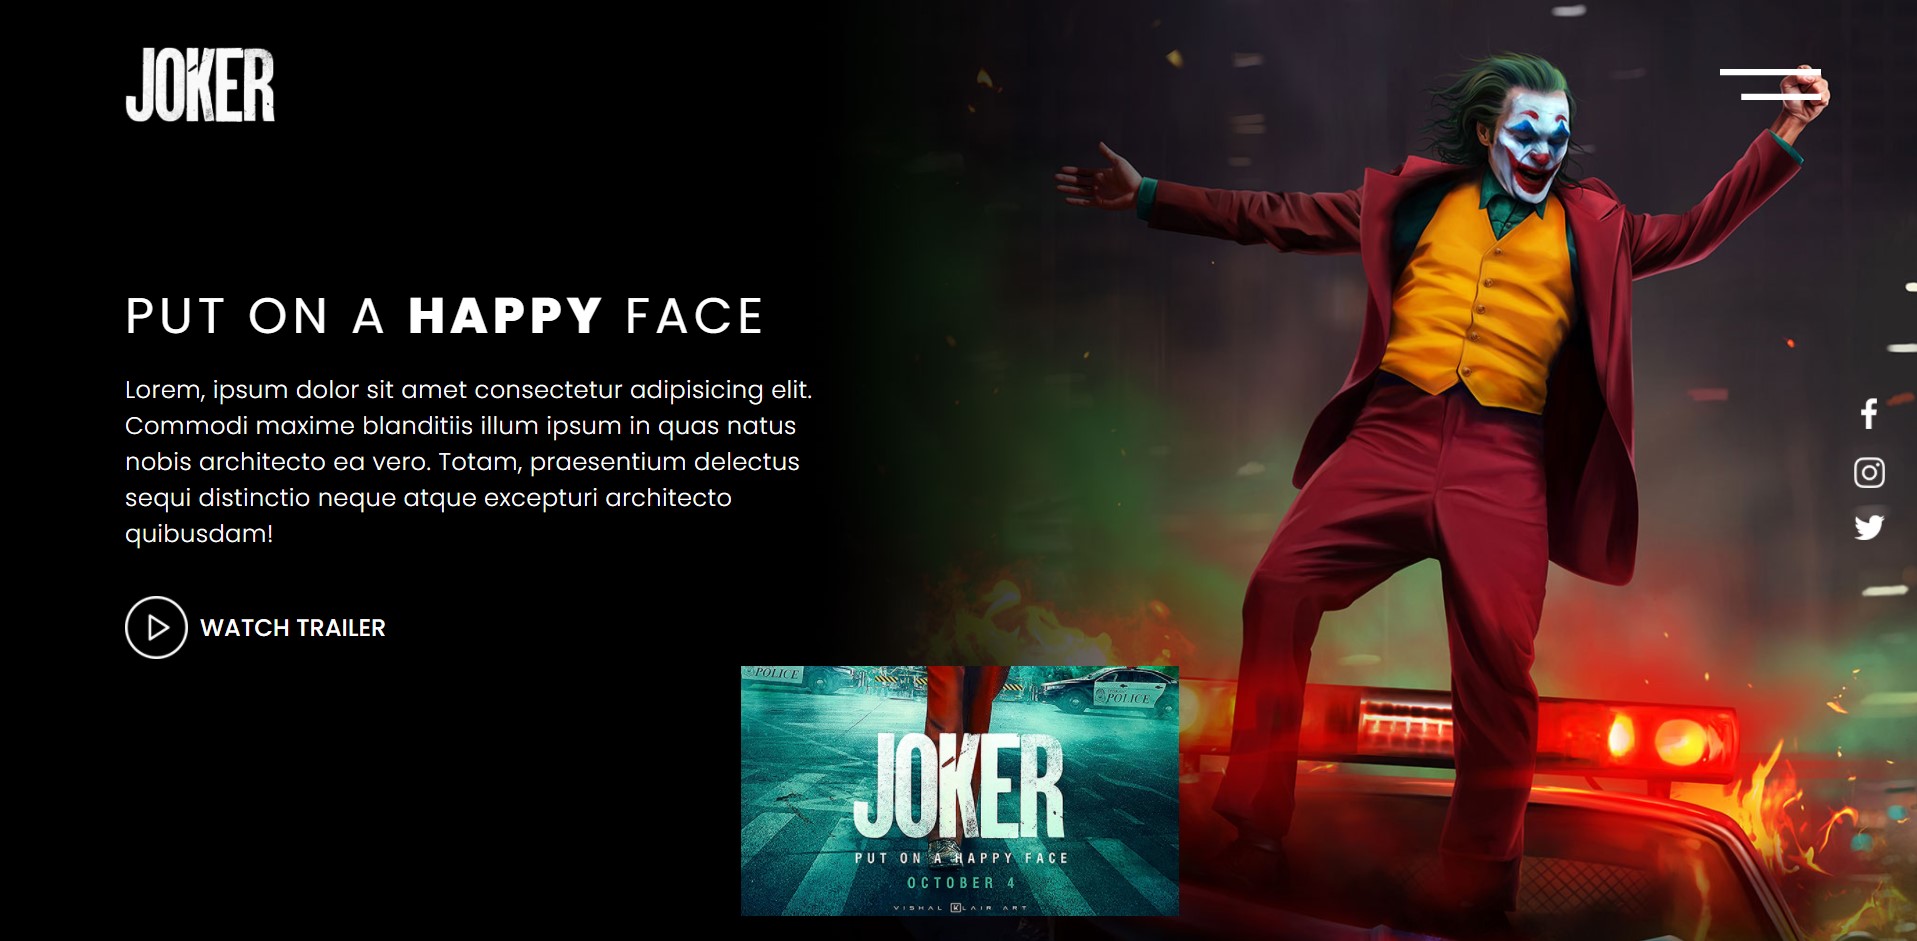 JOKER
PUT ON A HAPPY FACE
Lorem, ipsum dolor sit amet consectetur adipisicing elit.
Commodi maxime blanditiis illum ipsum in quas natus
nobis architecto ea vero. Totam, praesentium delectus
sequi distinctio neque atque excepturi architecto
quibusdam!
WATCH TRAILER
POLICE
POLICE
JOKER
PUT ON A HAPPY FACE
OCTOBER 4
VISHAL KLAIR ART